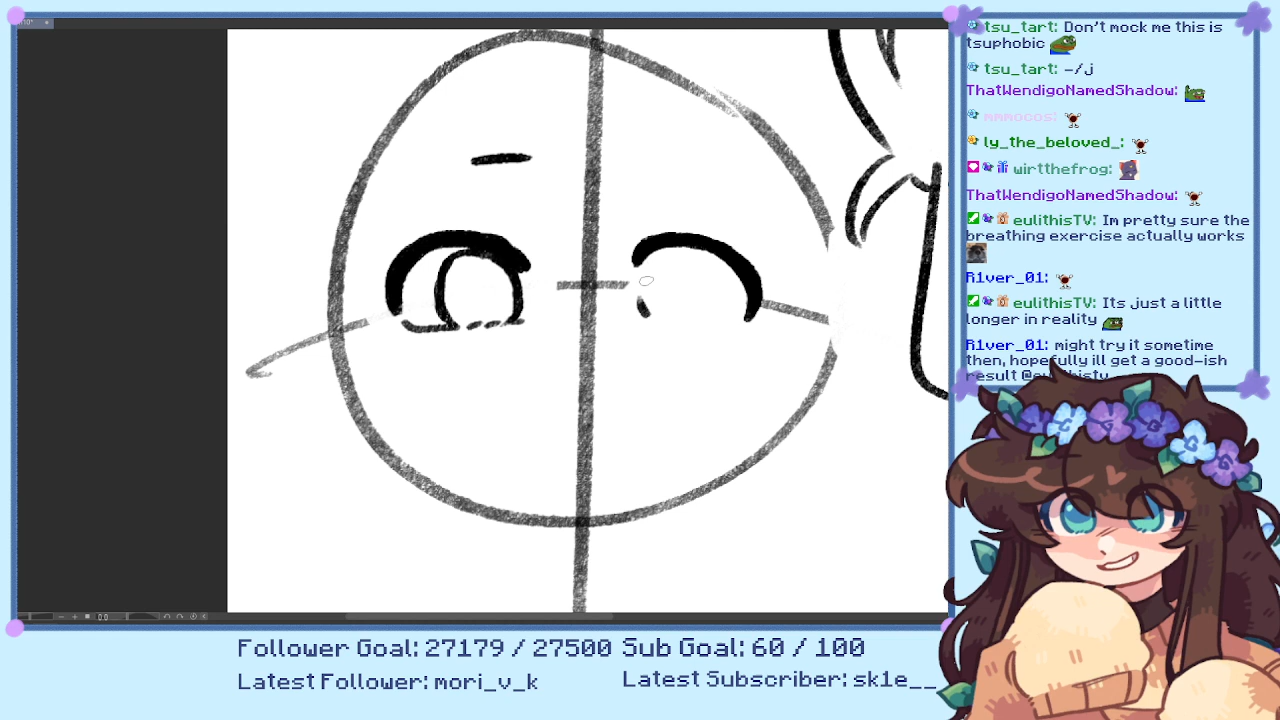 tsu_tart: Don't mock me this is
tsuphobic
tsu_tart: -/j
ThatWendigoNamedShadow:
mmmocos:
ly_the_beloved_:
wirtthefrog:
ThatWendigoNamedShadow:
eulithisTV: Im pretty sure the
breathing exercise actually works
R1ver_01:
eulithisTV: Its just a little
longer in reality
R1ver_01: might try it sometime
then, hopefully ill get a good-ish
result
Follower Goal: 27179 / 27500 Sub Goal: 60 / 100
Latest Follower: mori_v_k
Latest Subscriber: sk1e__